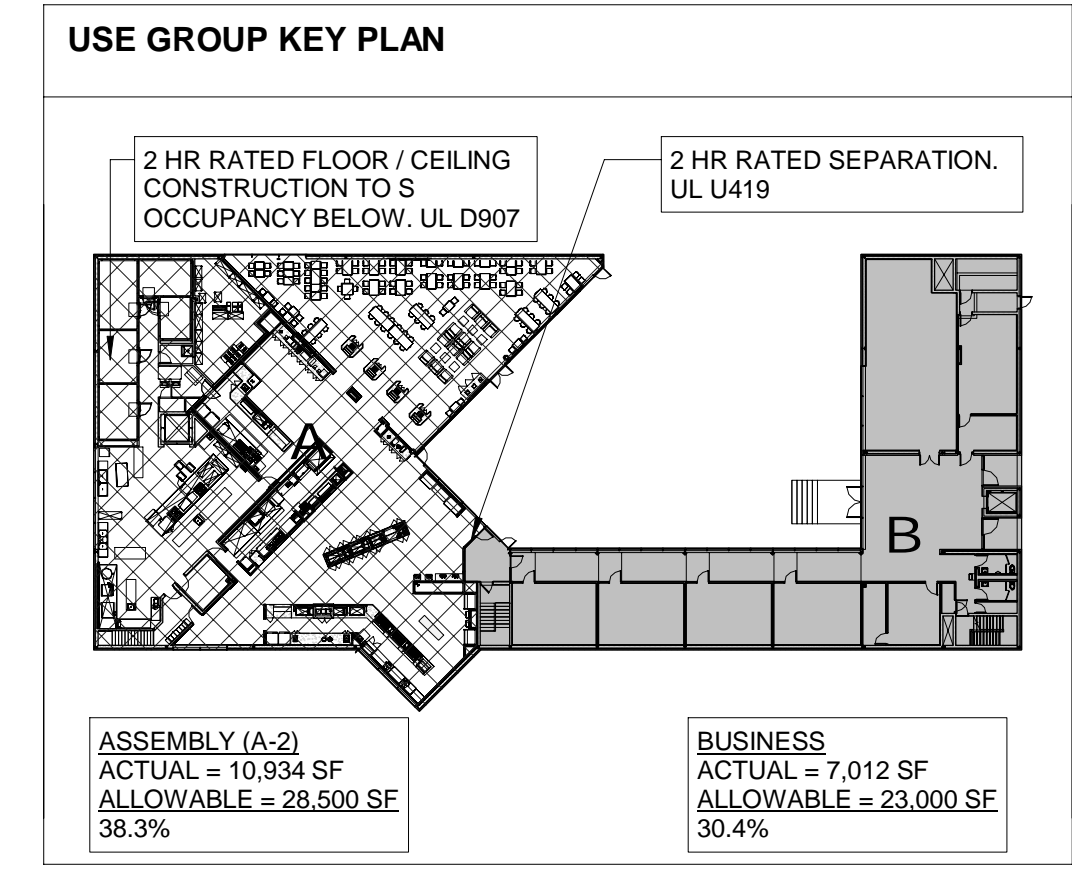 USE GROUP KEY PLAN
2 HR RATED FLOOR / CEILING
CONSTRUCTION TO S
OCCUPANCY BELOW. UL D907
2 HR RATED SEPARATION.
UL U419
A
B
ASSEMBLY (A-2)
ACTUAL = 10,934 SF
ALLOWABLE = 28,500 SF
38.3%
BUSINESS
ACTUAL = 7,012 SF
ALLOWABLE = 23,000 SF
30.4%